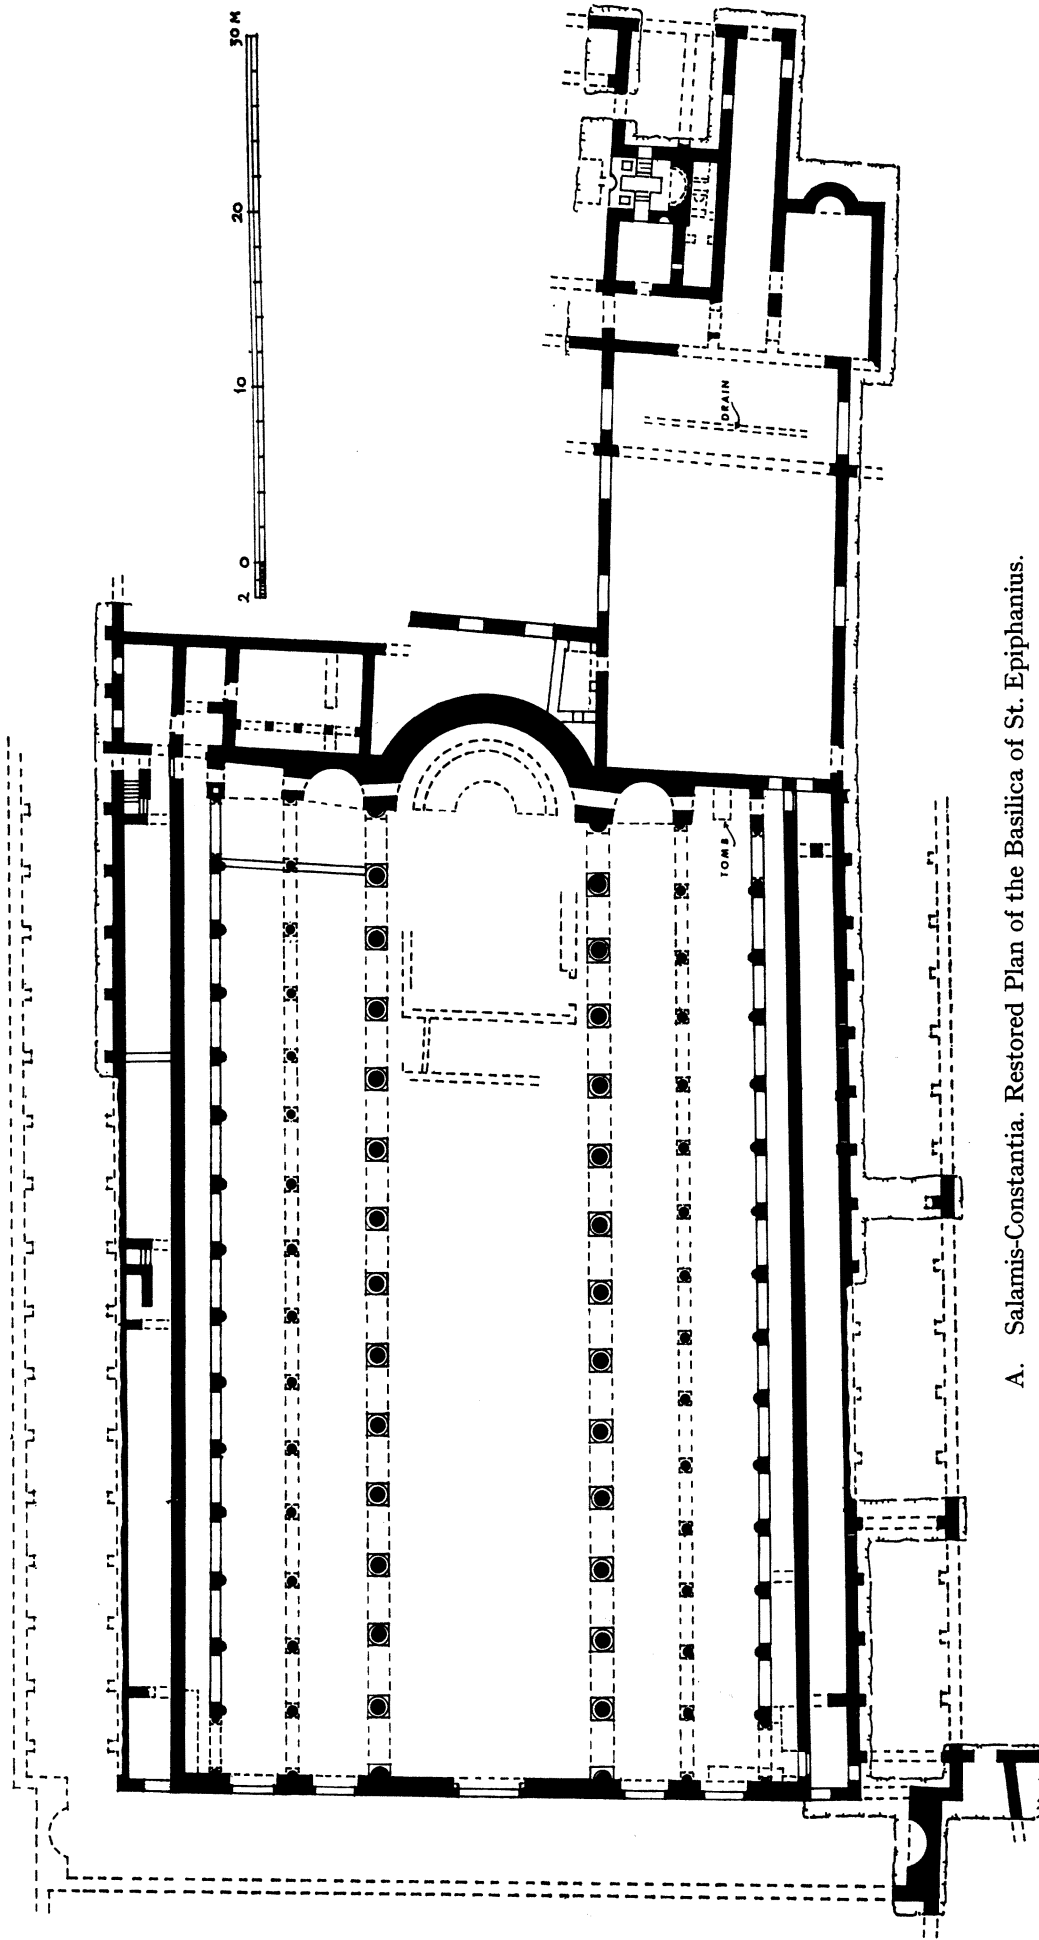 30 M
20
10
0
2
DRAIN
TOMB
A. Salamis-Constantia. Restored Plan of the Basilica of St. Epiphanius.